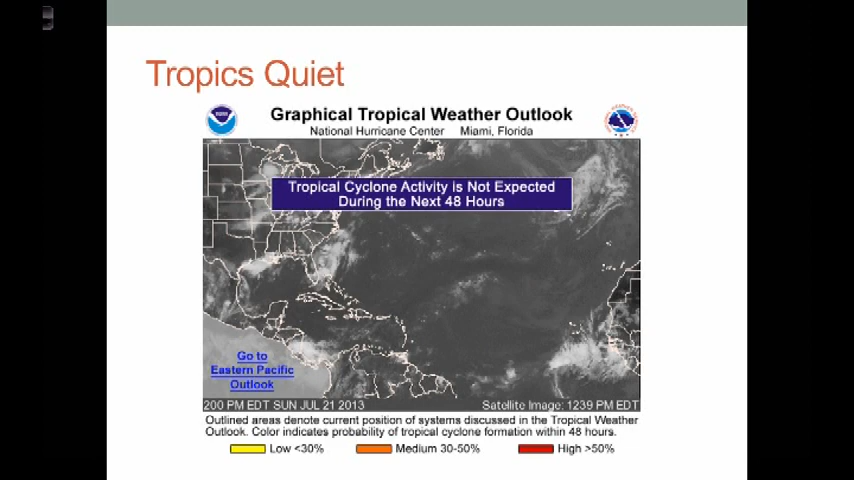 Tropics Quiet
Graphical Tropical Weather Outlook
National Hurricane Center Miami, Florida
Tropical Cyclone Activity is Not Expected
During the Next 48 Hours
Go to
Eastern Pacific
Outlook
200 PM EDT SUN JUL 21 2013 Satellite Image: 1239 PM EDT
Outlined areas denote current position of systems discussed in the Tropical Weather
Outlook. Color indicates probability of tropical cyclone formation within 48 hours.
Low <30% Medium 30-50% High >50%